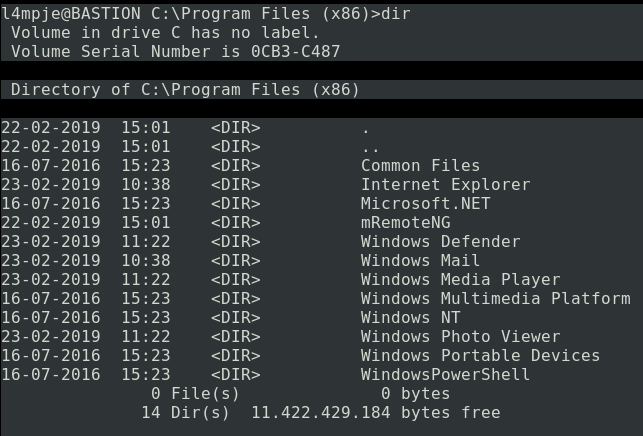 l4mpje@BASTION C:\Program Files (x86)>dir
 Volume in drive C has no label.
 Volume Serial Number is 0CB3-C487

 Directory of C:\Program Files (x86)

22-02-2019  15:01    <DIR>          .
22-02-2019  15:01    <DIR>          ..
16-07-2016  15:23    <DIR>          Common Files
23-02-2019  10:38    <DIR>          Internet Explorer
16-07-2016  15:23    <DIR>          Microsoft.NET
22-02-2019  15:01    <DIR>          mRemoteNG
23-02-2019  11:22    <DIR>          Windows Defender
23-02-2019  10:38    <DIR>          Windows Mail
23-02-2019  11:22    <DIR>          Windows Media Player
16-07-2016  15:23    <DIR>          Windows Multimedia Platform
16-07-2016  15:23    <DIR>          Windows NT
23-02-2019  11:22    <DIR>          Windows Photo Viewer
16-07-2016  15:23    <DIR>          Windows Portable Devices
16-07-2016  15:23    <DIR>          WindowsPowerShell
               0 File(s)              0 bytes
              14 Dir(s)  11.422.429.184 bytes free